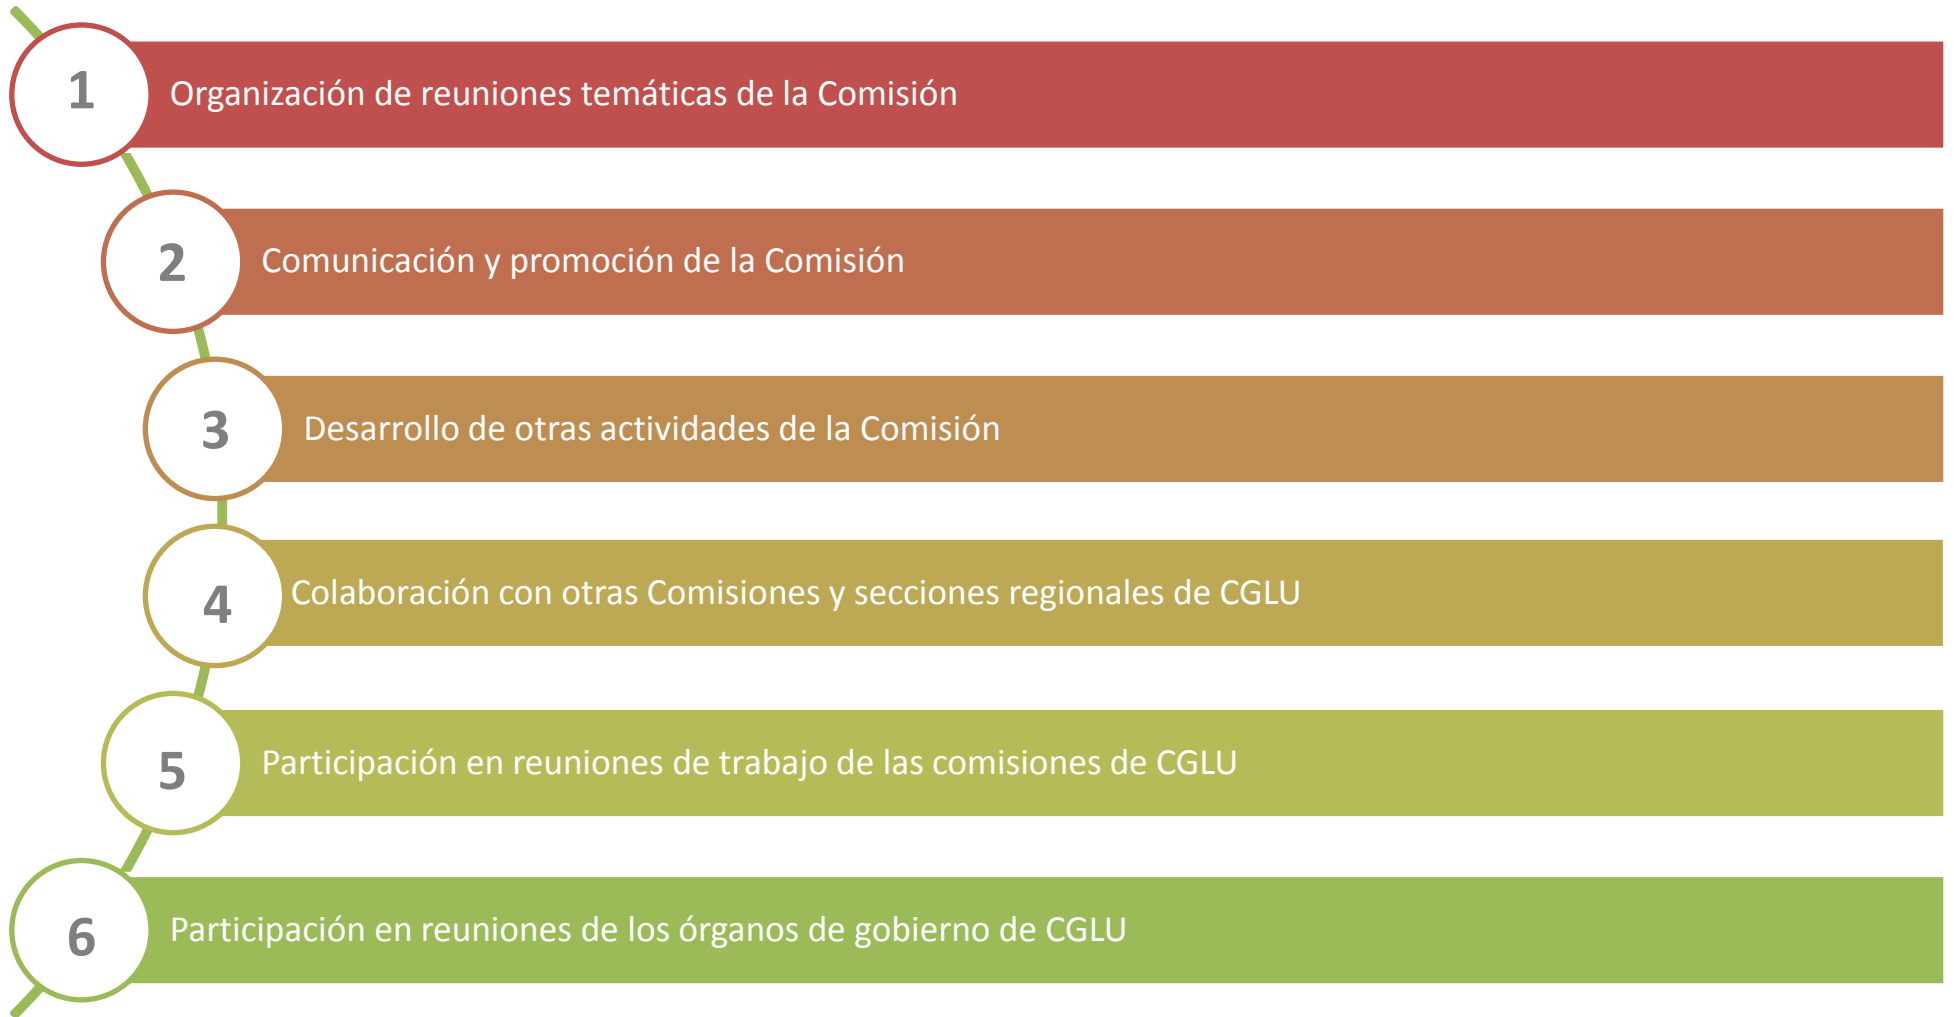 1 Organización de reuniones temáticas de la Comisión
2 Comunicación y promoción de la Comisión
3 Desarrollo de otras actividades de la Comisión
4 Colaboración con otras Comisiones y secciones regionales de CGLU
5 Participación en reuniones de trabajo de las comisiones de CGLU
6 Participación en reuniones de los órganos de gobierno de CGLU